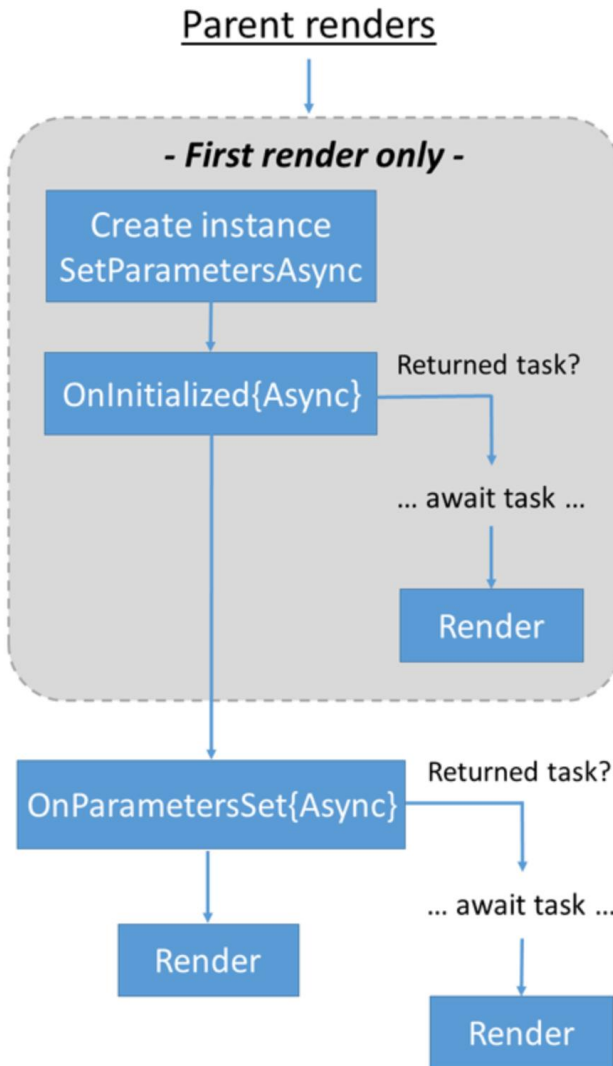 Parent renders
- First render only -
Create instance
SetParametersAsync
OnInitialized{Async}
Returned task?
... await task ...
Render
OnParametersSet{Async}
Returned task?
... await task ...
Render
Render